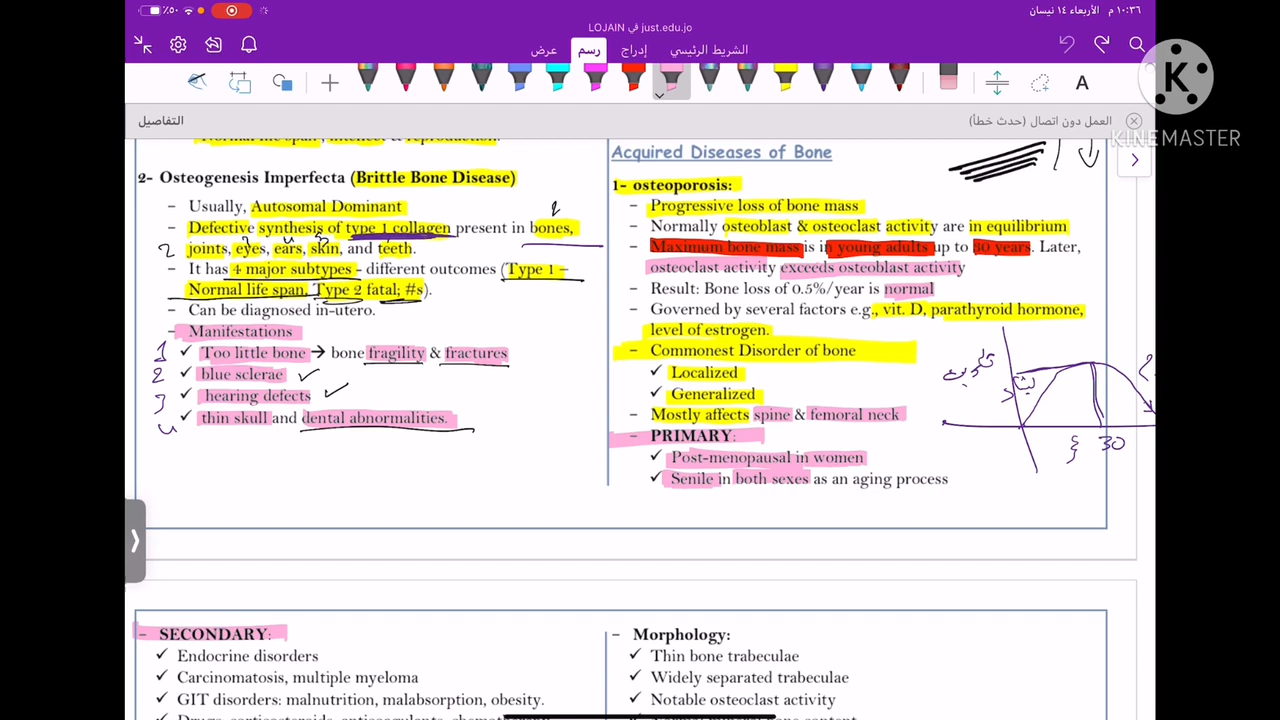 ١٠:٣٦ م الأربعاء ١٤ نيسان
٪٥٠
LOJAIN في just.edu.jo
الشريط الرئيسي
إدراج
رسم
عرض
A
العمل دون اتصال (حدث خطأ)
التفاصيل
K
KINEMASTER
Normal life span, intellect & reproduction.
2- Osteogenesis Imperfecta (Brittle Bone Disease)
– Usually, Autosomal Dominant
– Defective synthesis of type 1 collagen present in bones,
joints, eyes, ears, skin, and teeth.
– It has 4 major subtypes - different outcomes (Type 1 –
Normal life span, Type 2 fatal; #s).
– Can be diagnosed in-utero.
– Manifestations
1 ✓ Too little bone → bone fragility & fractures
2 ✓ blue sclerae ✓
3 ✓ hearing defects ✓
✓ thin skull and dental abnormalities.
Acquired Diseases of Bone
1- osteoporosis:
– Progressive loss of bone mass
– Normally osteoblast & osteoclast activity are in equilibrium
– Maximum bone mass is in young adults up to 30 years. Later,
osteoclast activity exceeds osteoblast activity
– Result: Bone loss of 0.5%/year is normal
– Governed by several factors e.g., vit. D, parathyroid hormone,
level of estrogen.
– Commonest Disorder of bone
✓ Localized
✓ Generalized
– Mostly affects spine & femoral neck
– PRIMARY:
✓ Post-menopausal in women
✓ Senile in both sexes as an aging process
30
– SECONDARY:
✓ Endocrine disorders
✓ Carcinomatosis, multiple myeloma
✓ GIT disorders: malnutrition, malabsorption, obesity.
– Morphology:
✓ Thin bone trabeculae
✓ Widely separated trabeculae
✓ Notable osteoclast activity